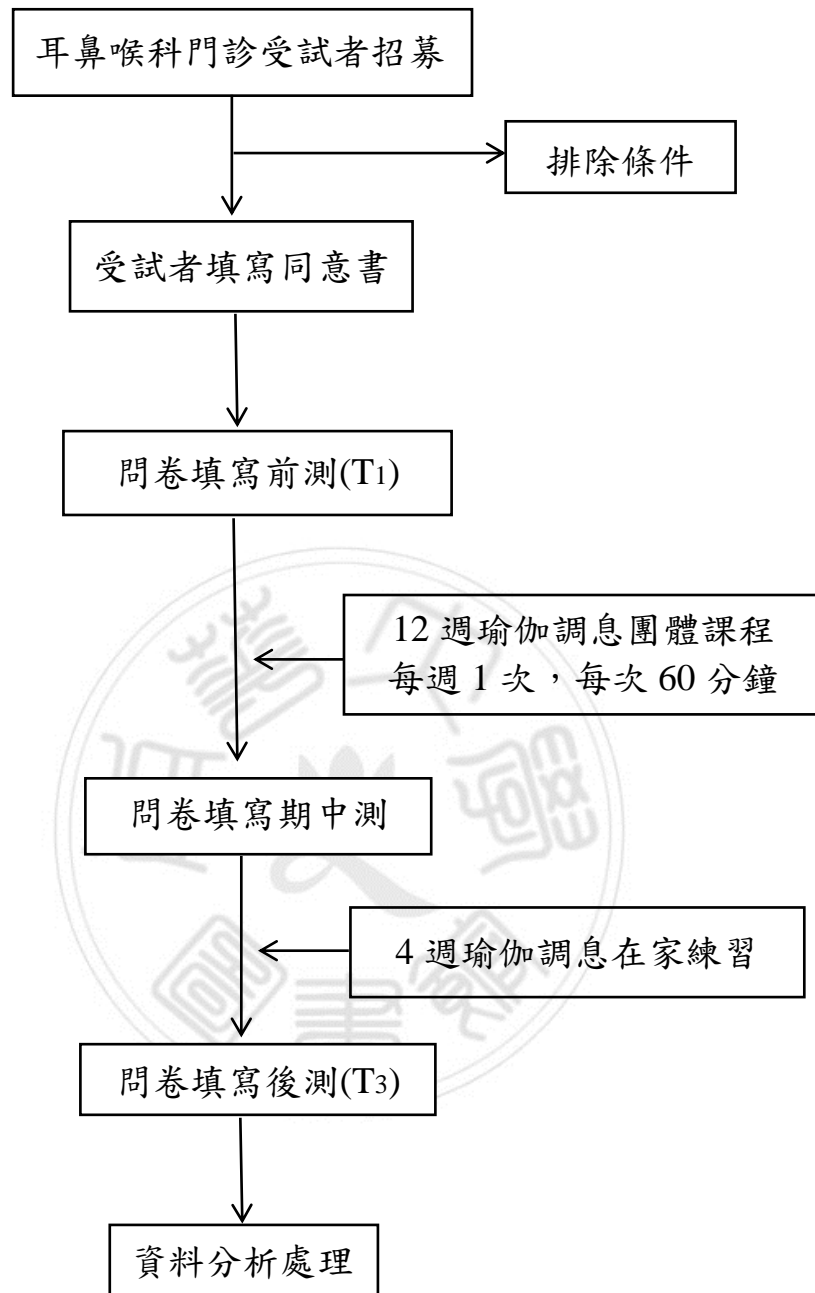 耳鼻喉科門診受試者招募
排除條件
受試者填寫同意書
問卷填寫前測(T1)
12 週瑜伽調息團體課程
每週 1 次，每次 60 分鐘
問卷填寫期中測
4 週瑜伽調息在家練習
問卷填寫後測(T3)
資料分析處理